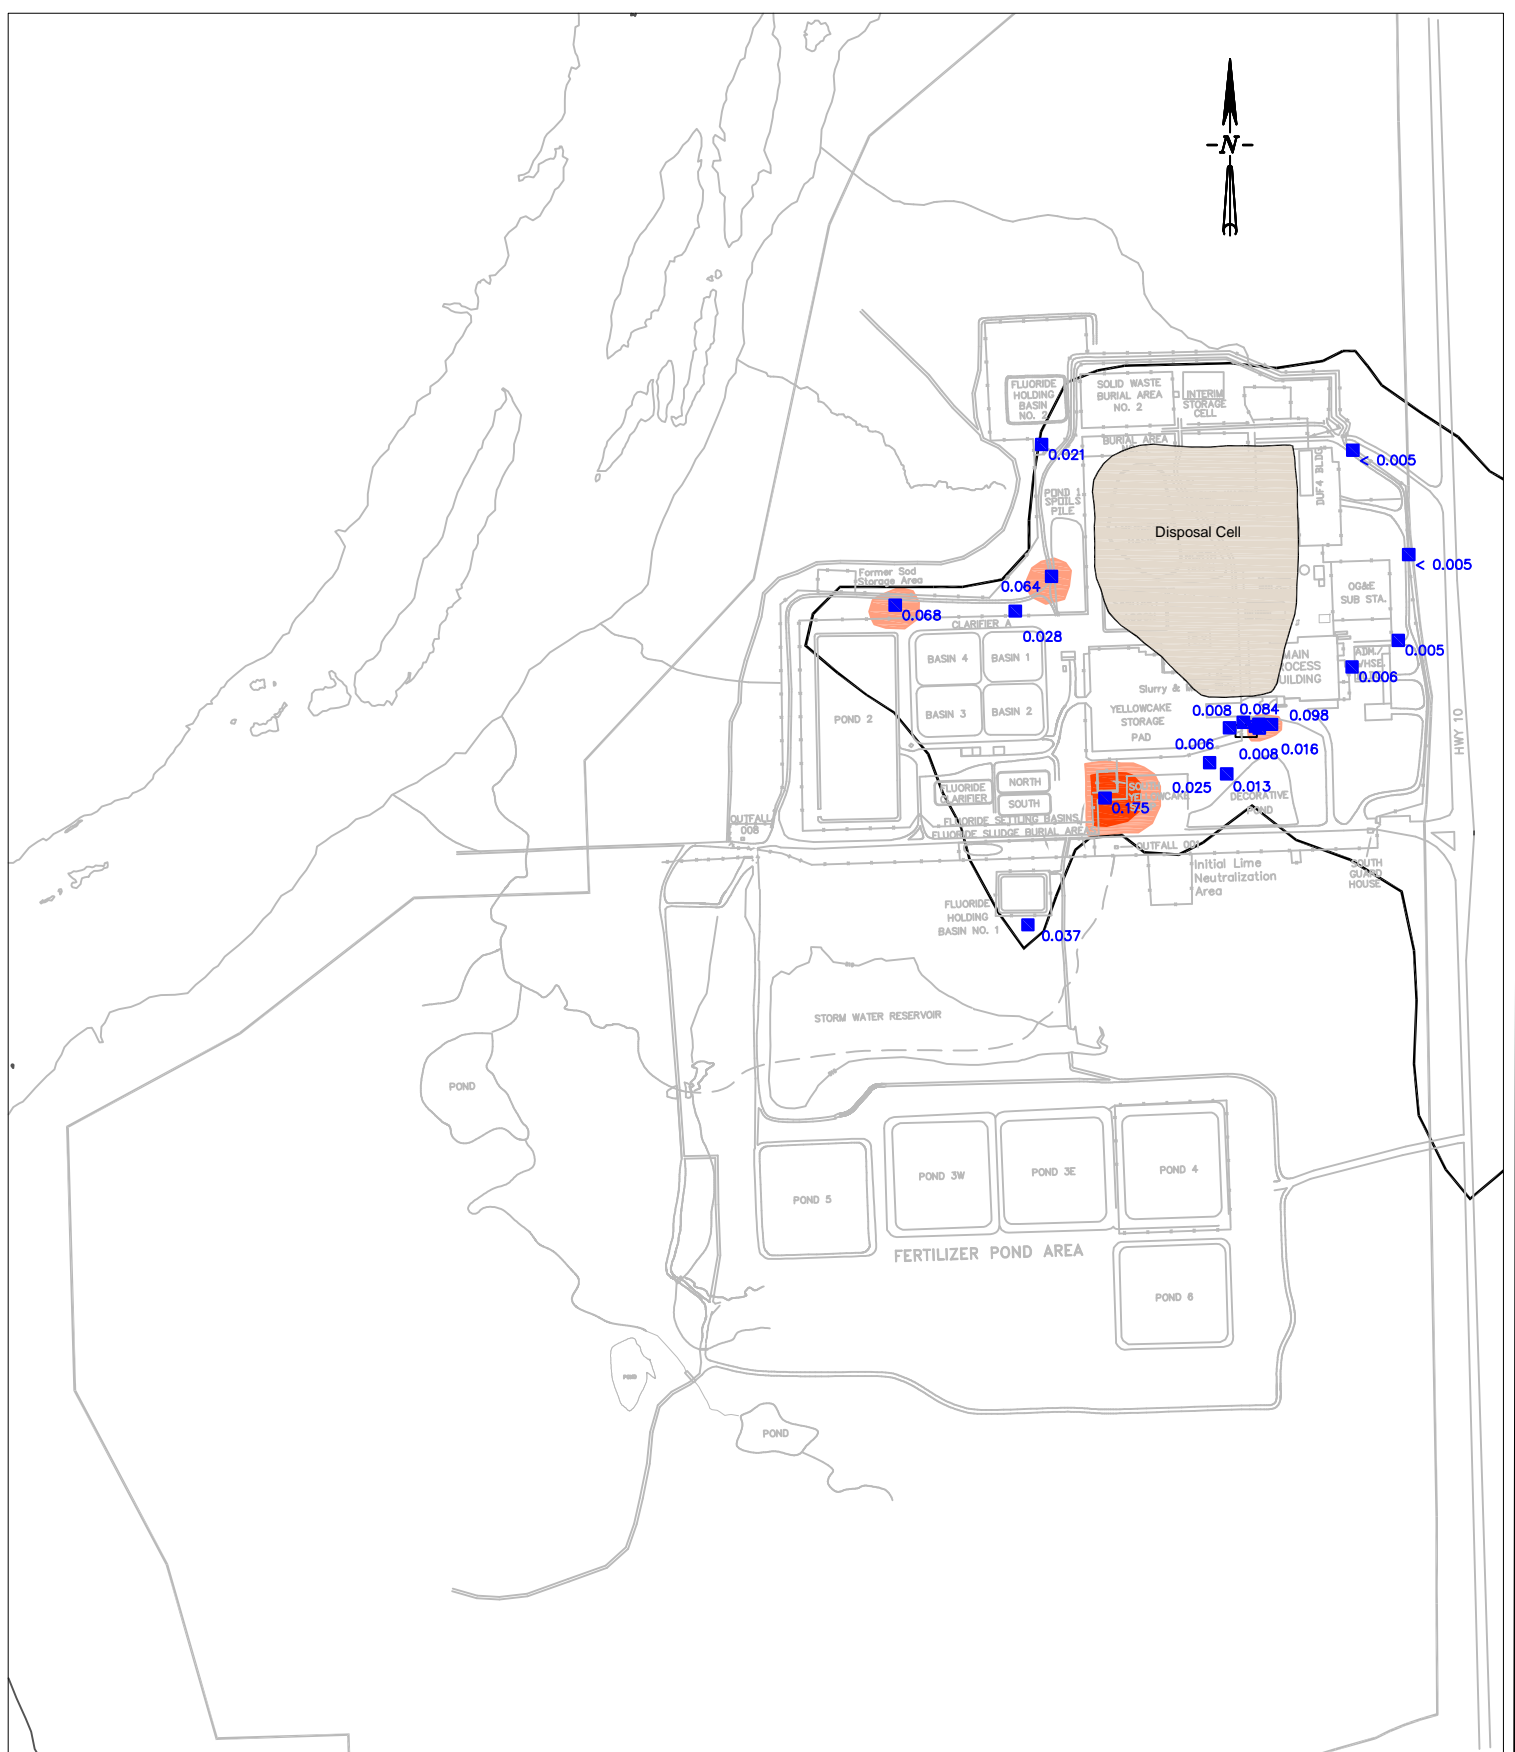 -N-
FLUORIDE
HOLDING
BASIN
NO. 2
SOLID WASTE
BURIAL AREA
NO. 2
INTERIM
STORAGE
CELL
BURIAL AREA
0.021
< 0.005
DUF4 BLDG
POND 1
SPOILS
PILE
Disposal Cell
< 0.005
Former Sod
Storage Area
0.064
0.068
0.028
CLARIFIER A
OG&E
SUB STA.
0.005
BASIN 4
BASIN 1
MAIN
ROCESS
UILDING
ADM./
WHSE.
0.006
Slurry &
BASIN 3
BASIN 2
POND 2
YELLOWCAKE
STORAGE
PAD
0.008
0.084
0.098
0.006
0.008
0.016
HWY 10
0.025
0.013
NORTH
SOUTH
FLUORIDE
CLARIFIER
0.175
DECORATIVE
POND
OUTFALL
008
FLUORIDE SETTLING BASINS
FLUORIDE SLUDGE BURIAL AREA
OUTFALL
Initial Lime
Neutralization
Area
SOUTH
GUARD
HOUSE
FLUORIDE
HOLDING
BASIN NO. 1
0.037
STORM WATER RESERVOIR
POND
POND 5
POND 3W
POND 3E
POND 4
FERTILIZER POND AREA
POND 6
POND
POND